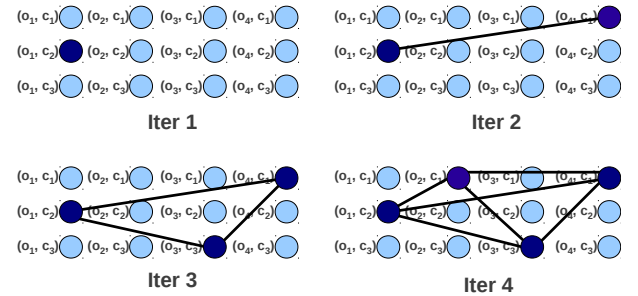 (o1, c1) (o2, c1) (o3, c1) (o4, c1)
(o1, c2) (o2, c2) (o3, c2) (o4, c2)
(o1, c3) (o2, c3) (o3, c3) (o4, c3)
Iter 1
(o1, c1) (o2, c1) (o3, c1) (o4, c1)
(o1, c2) (o2, c2) (o3, c2) (o4, c2)
(o1, c3) (o2, c3) (o3, c3) (o4, c3)
Iter 2
(o1, c1) (o2, c1) (o3, c1) (o4, c1)
(o1, c2) (o2, c2) (o3, c2) (o4, c2)
(o1, c3) (o2, c3) (o3, c3) (o4, c3)
Iter 3
(o1, c1) (o2, c1) (o3, c1) (o4, c1)
(o1, c2) (o2, c2) (o3, c2) (o4, c2)
(o1, c3) (o2, c3) (o3, c3) (o4, c3)
Iter 4